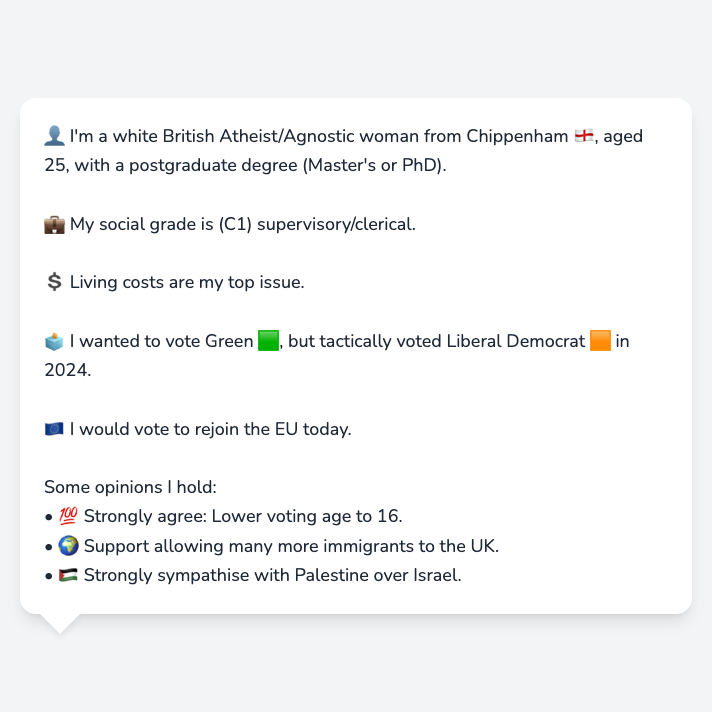 👤 I'm a white British Atheist/Agnostic woman from Chippenham 🏴󠁧󠁢󠁥󠁮󠁧󠁿, aged
25, with a postgraduate degree (Master's or PhD).
💼 My social grade is (C1) supervisory/clerical.
💲 Living costs are my top issue.
🗳️ I wanted to vote Green 🟩, but tactically voted Liberal Democrat 🟧 in
2024.
🇪🇺 I would vote to rejoin the EU today.
Some opinions I hold:
• 💯 Strongly agree: Lower voting age to 16.
• 🌍 Support allowing many more immigrants to the UK.
• 🇵🇸 Strongly sympathise with Palestine over Israel.